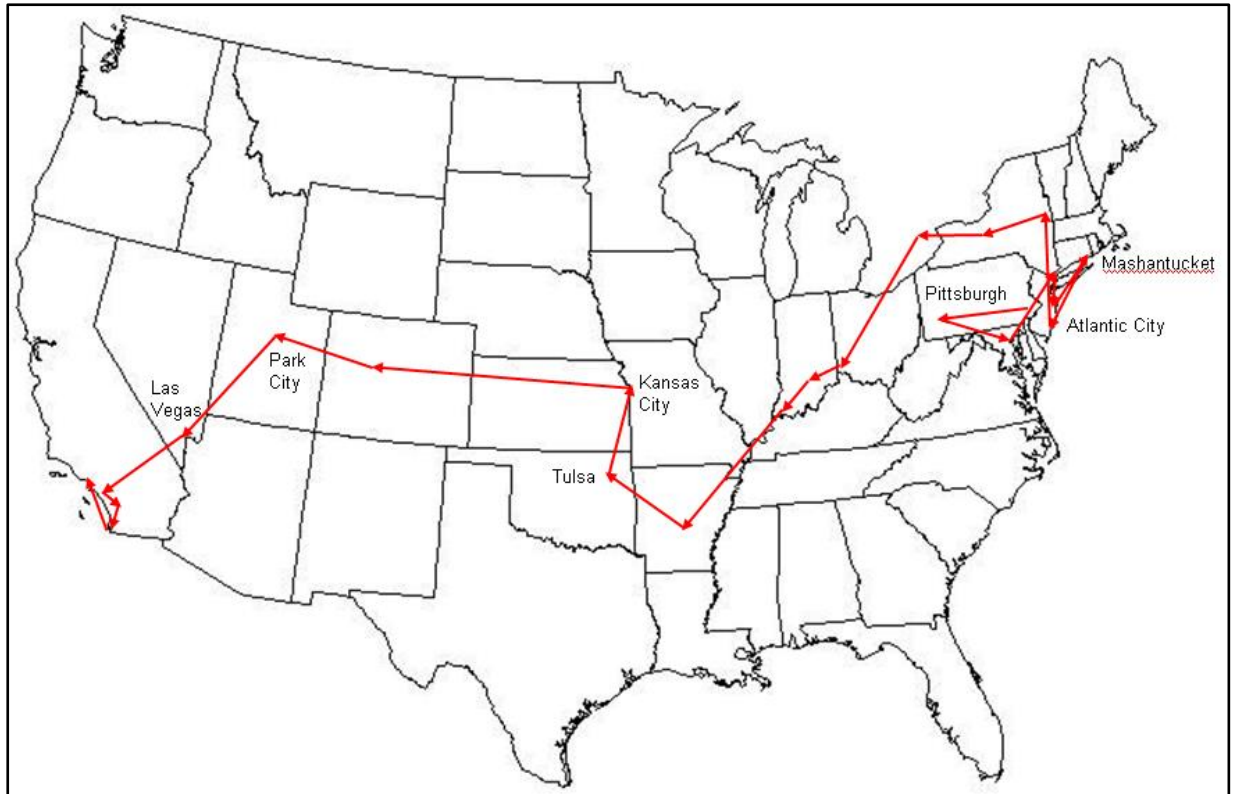 Mashantucket
Pittsburgh
Atlantic City
Park
City
Las
Vegas
Kansas
City
Tulsa